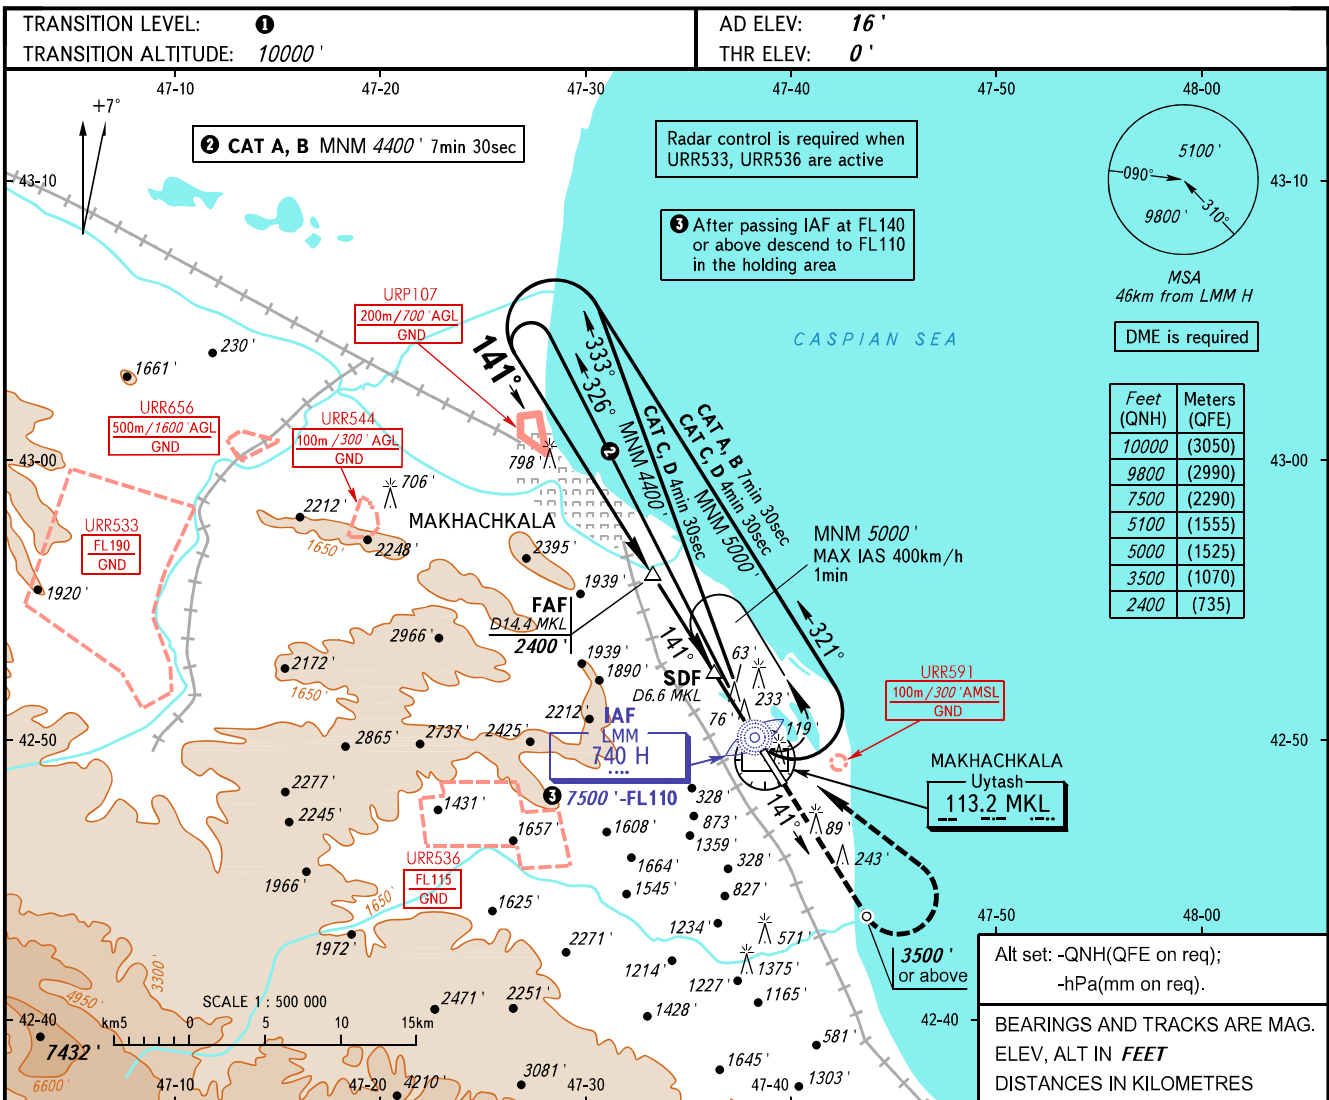 TRANSITION LEVEL: ❶
TRANSITION ALTITUDE: 10000'
AD ELEV: 16'
THR ELEV: 0'
47-10 47-20 47-30 47-40 47-50 48-00
+7°
❷ CAT A, B MNM 4400' 7min 30sec
Radar control is required when
URR533, URR536 are active
5100'
090°
310°
9800'
43-10 43-10
❸ After passing IAF at FL140
or above descend to FL110
in the holding area
MSA
46km from LMM H
DME is required
URP107
200m/700'AGL
GND
CASPIAN SEA
230'
1661'
141°
333°
326°
Feet Meters
(QNH) (QFE)
10000 (3050)
9800 (2990)
7500 (2290)
5100 (1555)
5000 (1525)
3500 (1070)
2400 (735)
URR656
500m/1600'AGL
GND
URR544
100m/300'AGL
GND
❷
MNM 4400'
CAT C, D 4min 30sec
CAT A, B 7min 30sec
CAT C, D 4min 30sec
MNM 5000'
43-00 43-00
798'
706'
2212'
MAKHACHKALA
1650'
2248'
2395'
URR533
FL190
GND
1920'
MNM 5000'
MAX IAS 400km/h
1min
1939'
FAF
D14.4 MKL
2400'
2966'
141°
321°
63'
SDF
D6.6 MKL
233'
2172'
1650'
1939'
1890'
URR591
100m/300'AMSL
GND
2212'
76'
119'
IAF
LMM
740 H
2865'
2737'
2425'
42-50 42-50
MAKHACHKALA
Uytash
113.2 MKL
❸ 7500'-FL110
2277'
2245'
1431'
1657'
328'
873'
1359'
141°
89'
243'
1608'
1664'
328'
URR536
FL115
GND
1966'
1650'
1545'
827'
1625'
1972'
1234'
571'
47-50 48-00
2271'
1214'
1375'
1227'
1165'
3500'
or above
Alt set: -QNH(QFE on req);
-hPa(mm on req).
3300'
4950'
SCALE 1 : 500 000
km5 0 5 10 15km
2471'
2251'
1428'
42-40 42-40
7432'
6600'
581'
1645'
1303'
3081'
4210'
47-10 47-20 47-30 47-40
BEARINGS AND TRACKS ARE MAG.
ELEV, ALT IN FEET
DISTANCES IN KILOMETRES